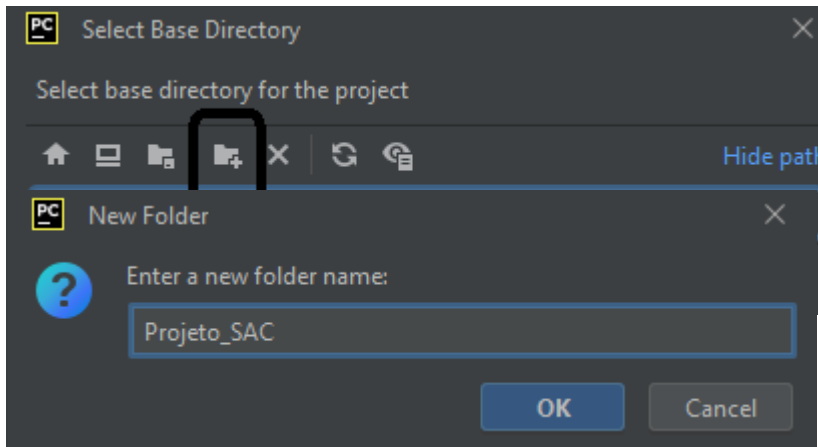 PC Select Base Directory
Select base directory for the project
Hide pat
PC New Folder
Enter a new folder name:
Projeto_SAC
OK Cancel